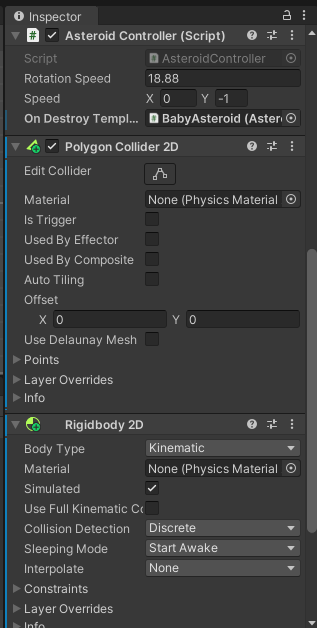 Inspector
Asteroid Controller (Script)
Script AsteroidController
Rotation Speed 18.88
Speed X 0 Y -1
On Destroy Templ... BabyAsteroid (Aster
Polygon Collider 2D
Edit Collider
Material None (Physics Material
Is Trigger
Used By Effector
Used By Composite
Auto Tiling
Offset
X 0 Y 0
Use Delaunay Mesh
Points
Layer Overrides
Info
Rigidbody 2D
Body Type Kinematic
Material None (Physics Material
Simulated
Use Full Kinematic Co
Collision Detection Discrete
Sleeping Mode Start Awake
Interpolate None
Constraints
Layer Overrides
Info